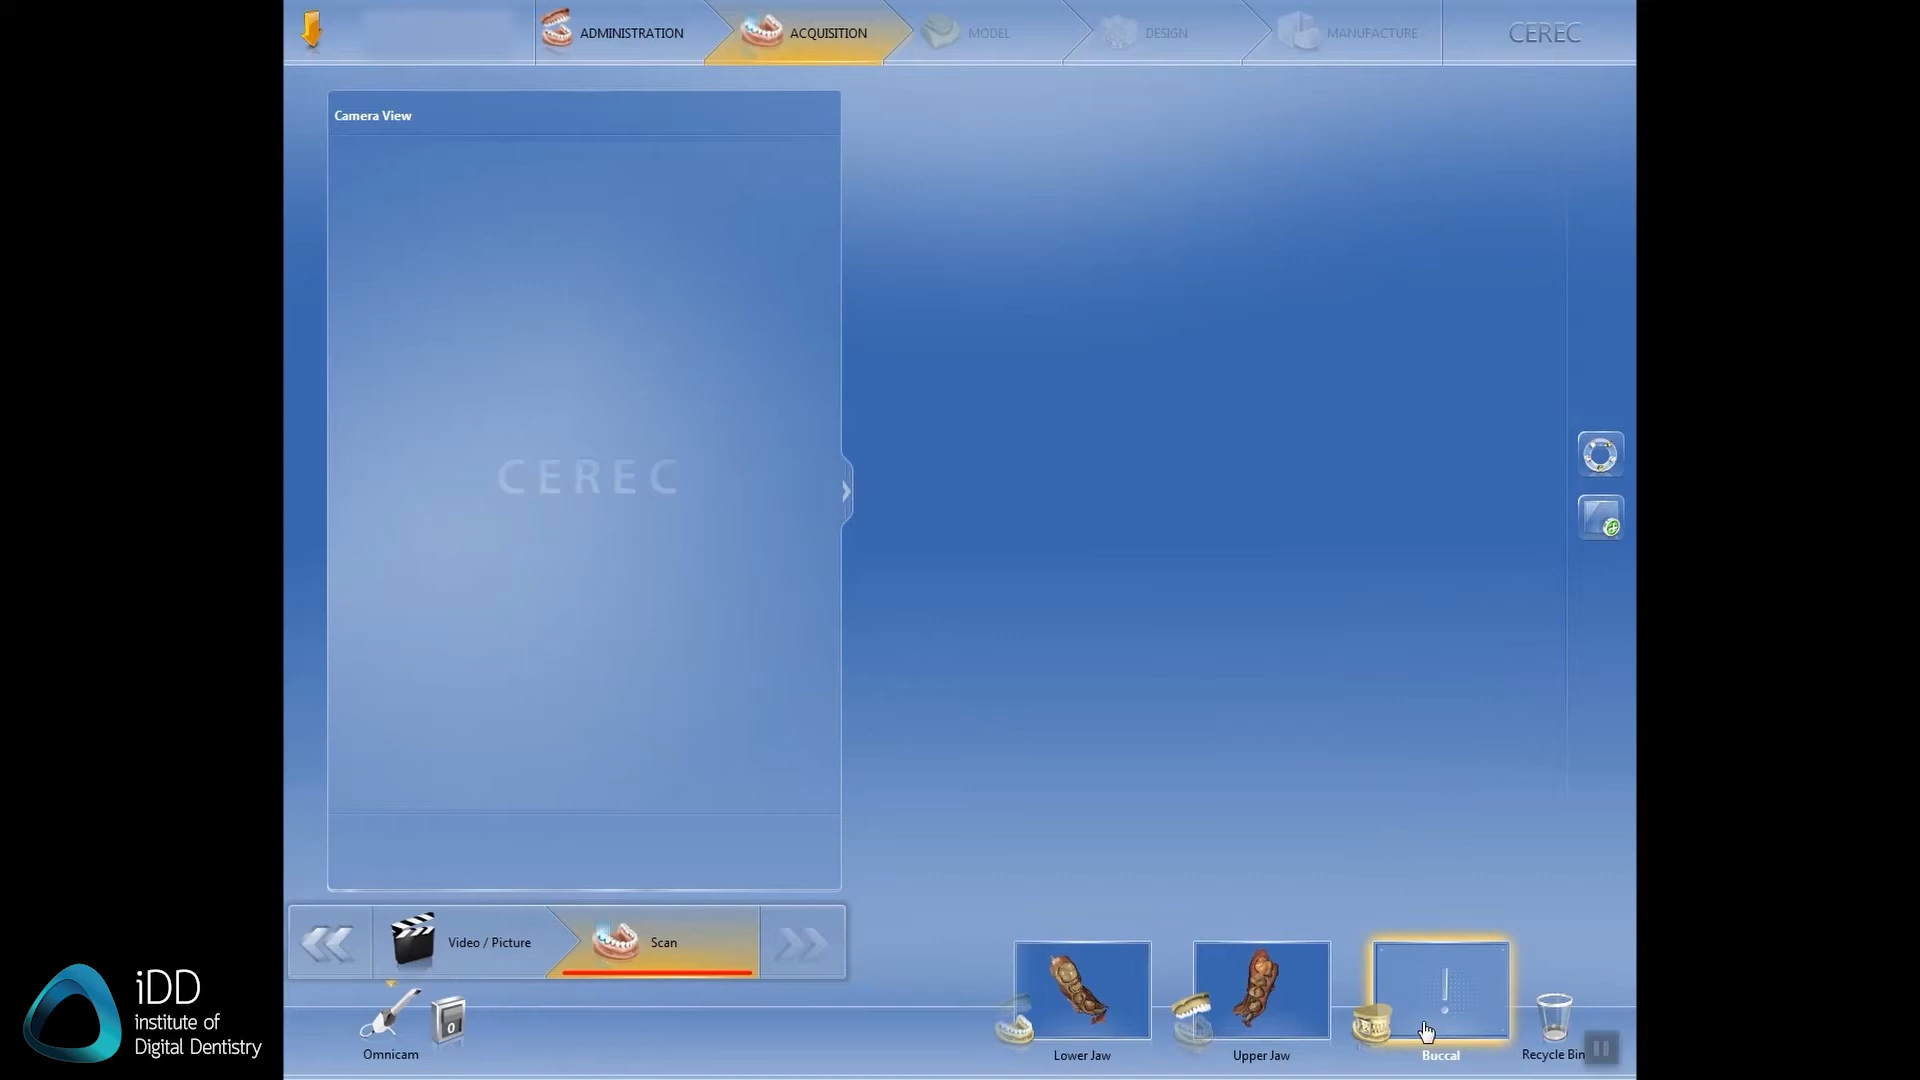 ADMINISTRATION
ACQUISITION
MODEL
DESIGN
MANUFACTURE
CEREC
Camera View
CEREC
Video / Picture
Scan
Omnicam
0
Lower Jaw
Upper Jaw
Buccal
Recycle Bin
iDD
institute of
Digital Dentistry